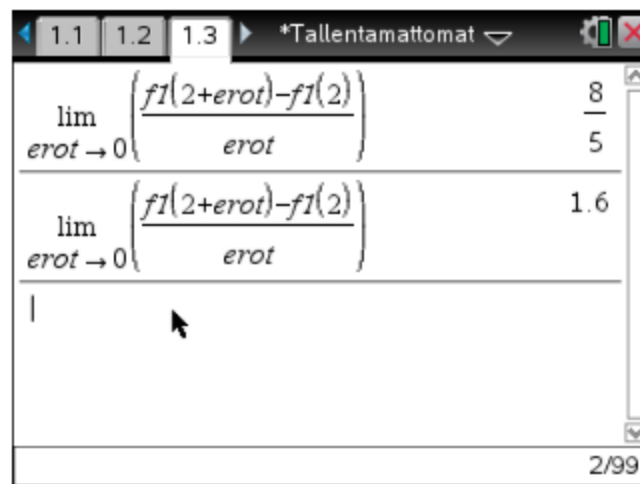 1.1 1.2 1.3 *Tallentamattomat
lim erot → 0 (f1(2+erot)−f1(2) / erot) 8/5
lim erot → 0 (f1(2+erot)−f1(2) / erot) 1.6
2/99